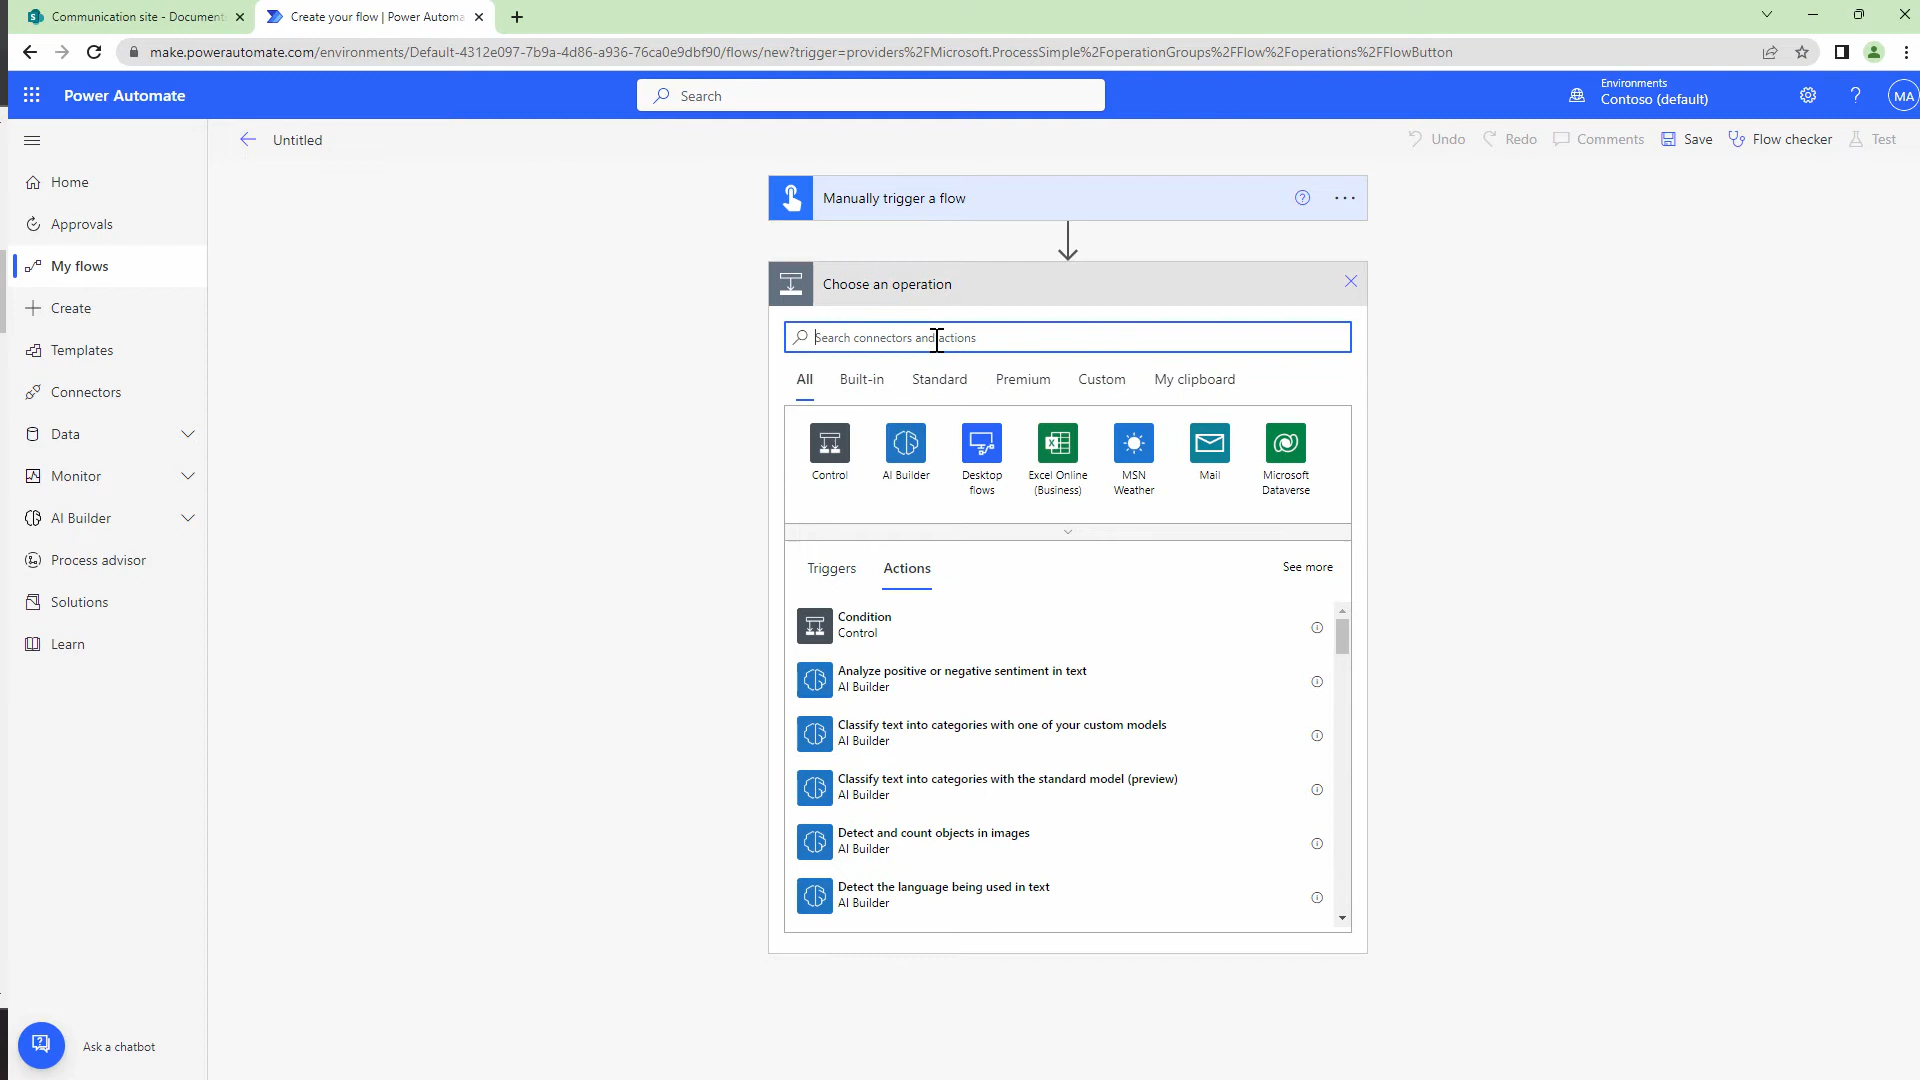 Communication site - Document
Create your flow | Power Automa
make.powerautomate.com/environments/Default-4312e097-7b9a-4d86-a936-76ca0e9dbf90/flows/new?trigger=providers%2FMicrosoft.ProcessSimple%2FoperationGroups%2FFlow%2Foperations%2FFlowButton
Power Automate
Search
Environments
Contoso (default)
?
MA
Untitled
Undo
Redo
Comments
Save
Flow checker
Test
Home
Approvals
My flows
Create
Templates
Connectors
Data
Monitor
AI Builder
Process advisor
Solutions
Learn
Ask a chatbot
Manually trigger a flow
?
Choose an operation
Search connectors and actions
All
Built-in
Standard
Premium
Custom
My clipboard
Control
AI Builder
Desktop
flows
Excel Online
(Business)
MSN
Weather
Mail
Microsoft
Dataverse
Triggers
Actions
See more
Condition
Control
Analyze positive or negative sentiment in text
AI Builder
Classify text into categories with one of your custom models
AI Builder
Classify text into categories with the standard model (preview)
AI Builder
Detect and count objects in images
AI Builder
Detect the language being used in text
AI Builder